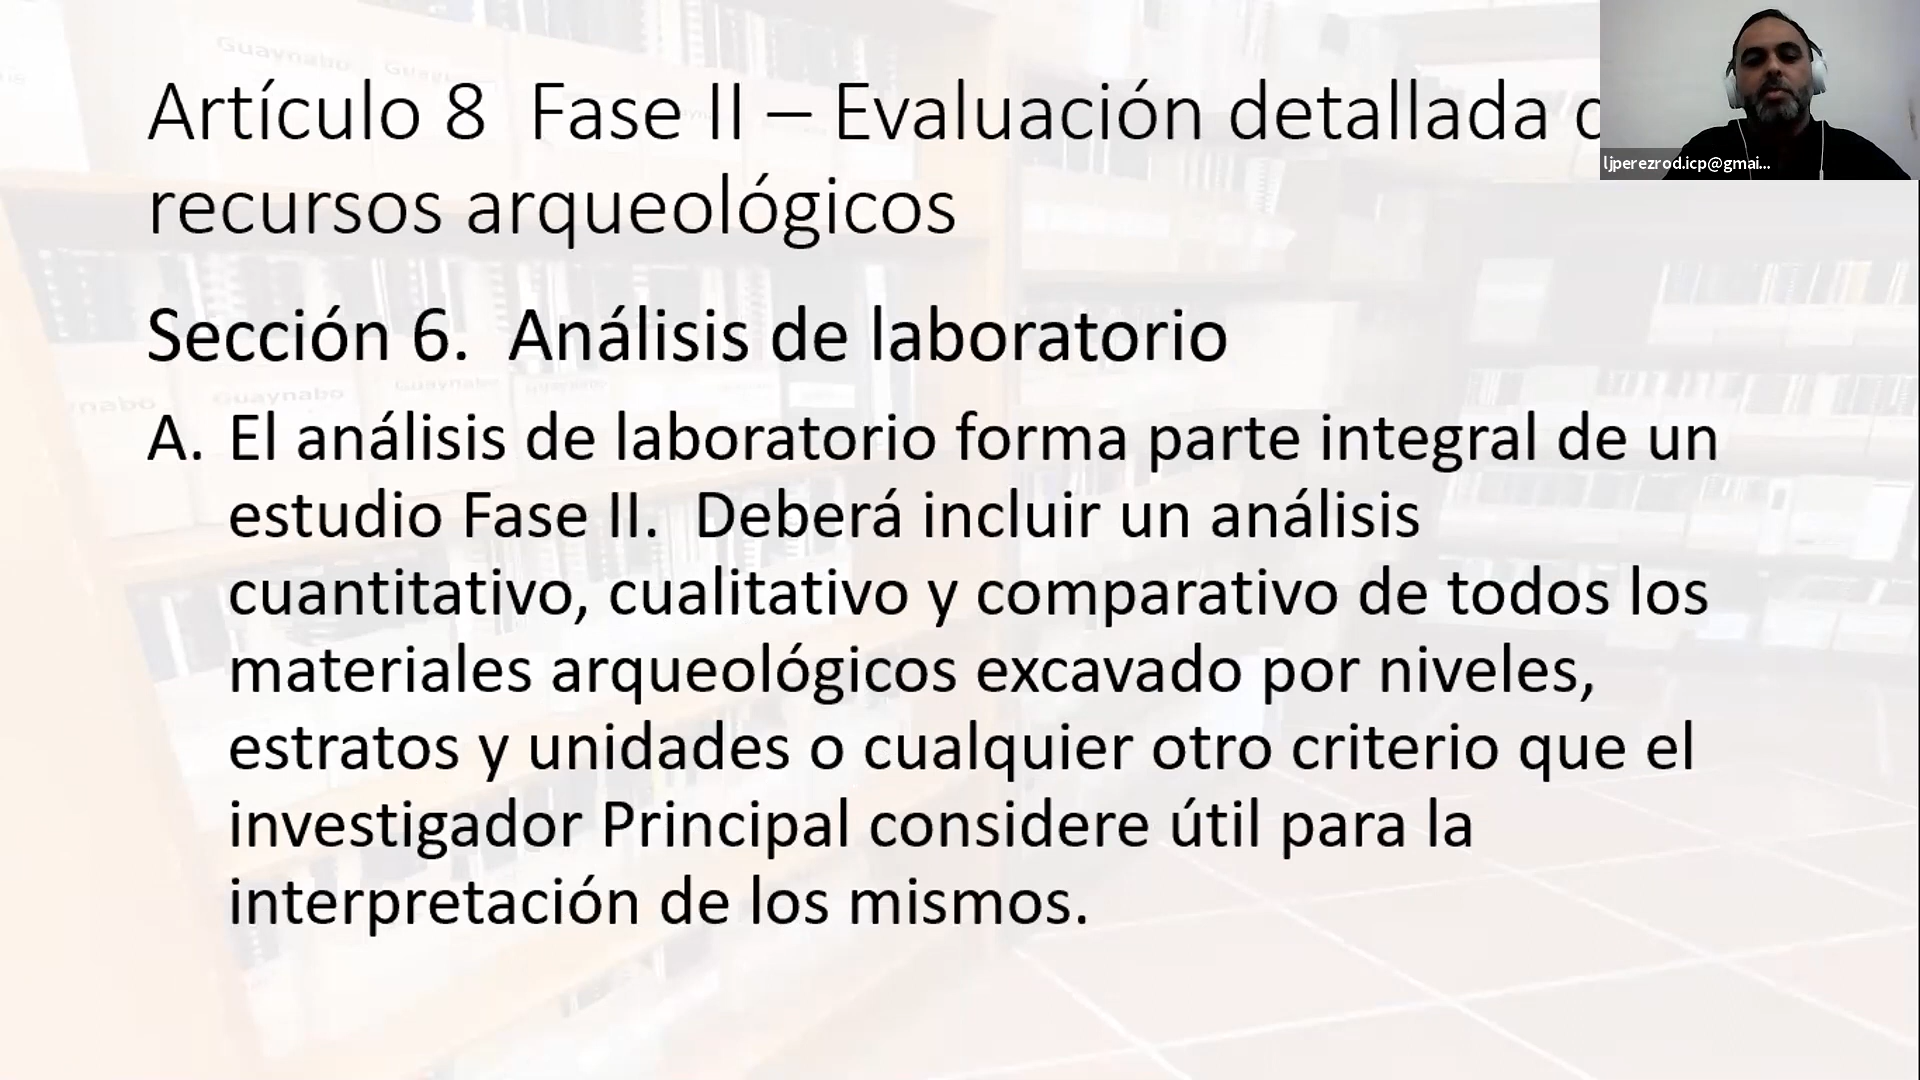 Artículo 8  Fase II – Evaluación detallada
recursos arqueológicos
ljperezrod.icp@gmai...
Sección 6.  Análisis de laboratorio
A. El análisis de laboratorio forma parte integral de un
estudio Fase II.  Deberá incluir un análisis
cuantitativo, cualitativo y comparativo de todos los
materiales arqueológicos excavado por niveles,
estratos y unidades o cualquier otro criterio que el
investigador Principal considere útil para la
interpretación de los mismos.
Guaynabo
Guaynabo
Guaynabo